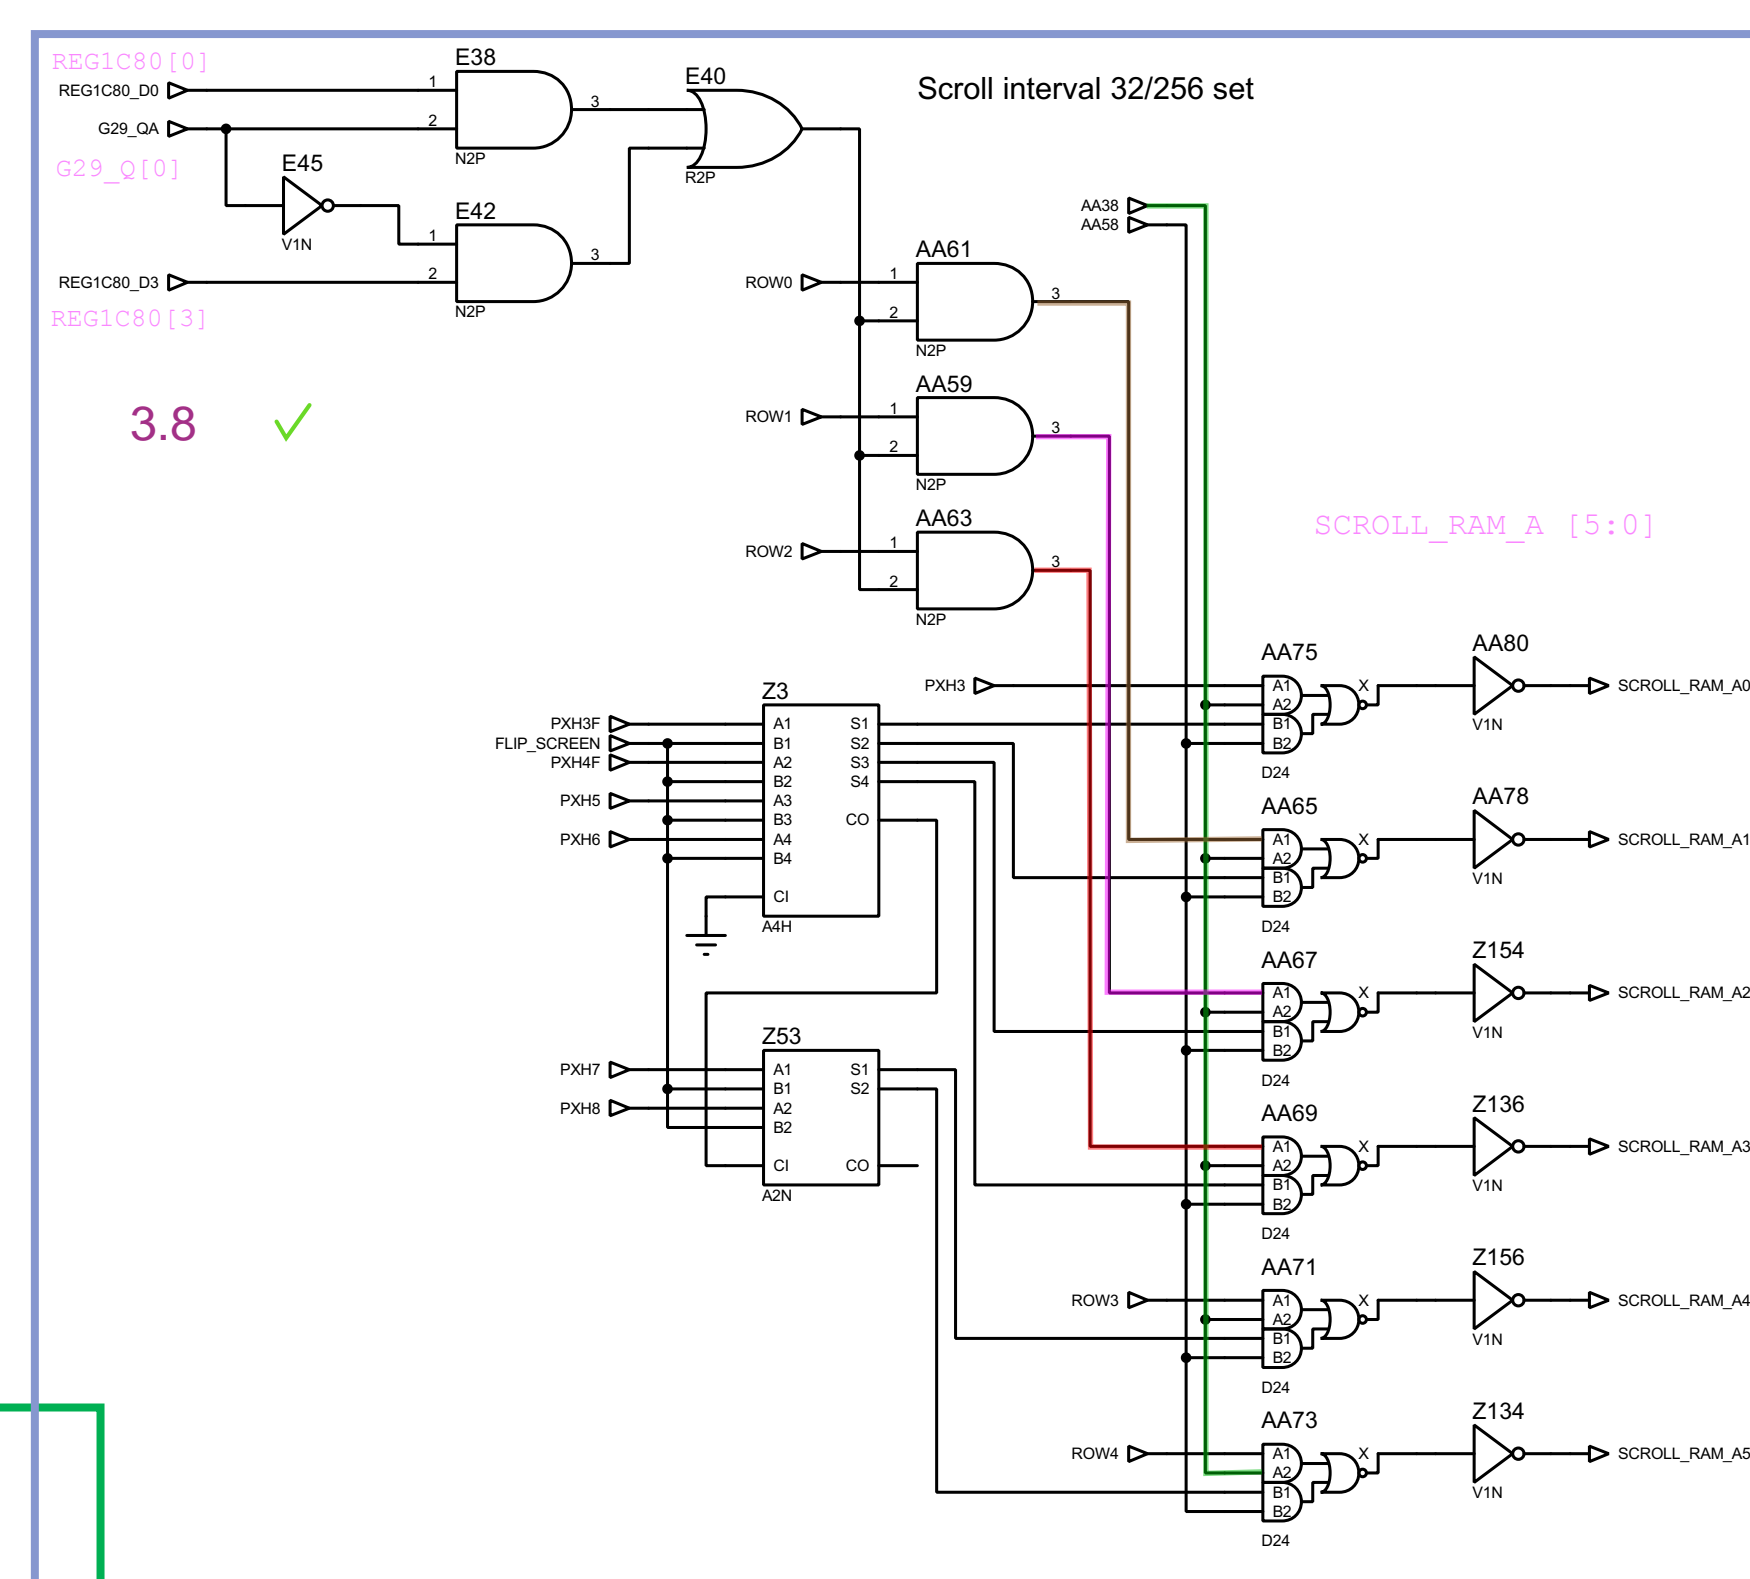 REG1C80[0]
REG1C80_D0
G29_QA
G29_Q[0]
E45
V1N
REG1C80_D3
REG1C80[3]
E38
1
2
3
N2P
E42
1
2
3
N2P
E40
R2P
Scroll interval 32/256 set
3.8
AA38
AA58
AA61
ROW0
1
2
3
N2P
AA59
ROW1
1
2
3
N2P
AA63
ROW2
1
2
3
N2P
SCROLL_RAM_A [5:0]
Z3
PXH3F
FLIP_SCREEN
PXH4F
PXH5
PXH6
A1 S1
B1 S2
A2 S3
B2 S4
A3
B3 CO
A4
B4
CI
A4H
Z53
PXH7
PXH8
A1 S1
B1 S2
A2
B2
CI CO
A2N
PXH3
AA75
A1 X
A2
B1
B2
D24
AA80
V1N
SCROLL_RAM_A0
AA65
A1 X
A2
B1
B2
D24
AA78
V1N
SCROLL_RAM_A1
AA67
A1 X
A2
B1
B2
D24
Z154
V1N
SCROLL_RAM_A2
AA69
A1 X
A2
B1
B2
D24
Z136
V1N
SCROLL_RAM_A3
ROW3
AA71
A1 X
A2
B1
B2
D24
Z156
V1N
SCROLL_RAM_A4
ROW4
AA73
A1 X
A2
B1
B2
D24
Z134
V1N
SCROLL_RAM_A5